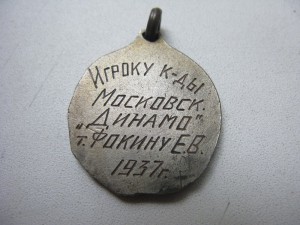 Игроку к-ды
Московск.
"Динамо"
т. Фокину Е.В.
1937г.